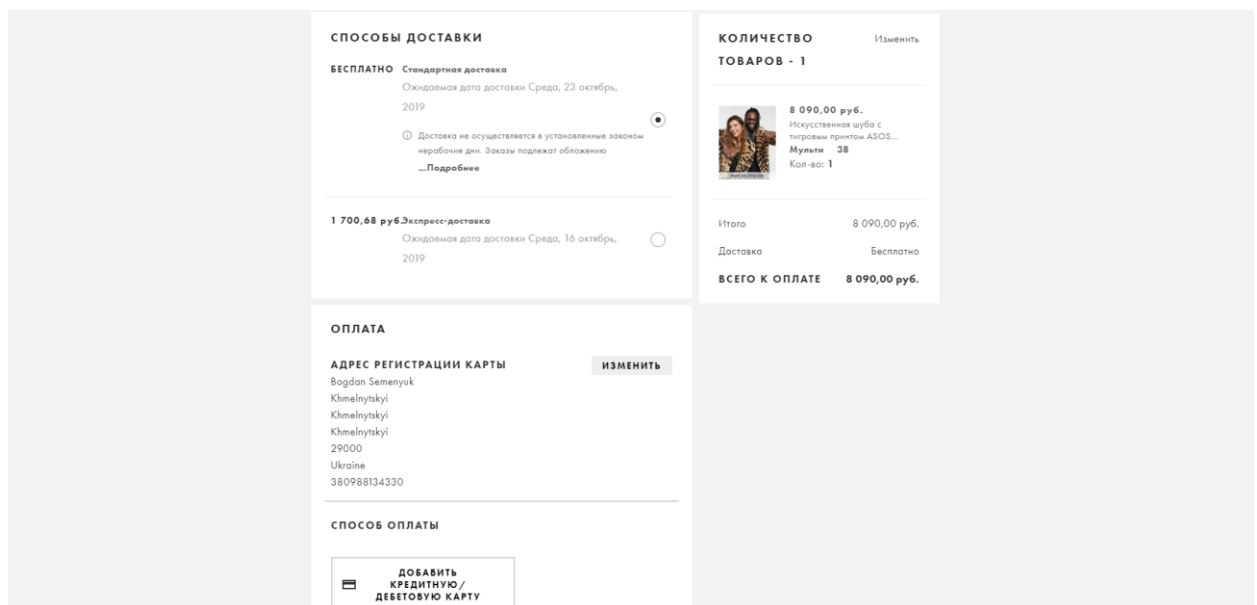 СПОСОБЫ ДОСТАВКИ
БЕСПЛАТНО Стандартная доставка
Ожидаемая дата доставки Среда, 23 октябрь,
2019
Доставка не осуществляется в установленные законом
нерабочие дни. Заказы подлежат обложению
...Подробнее
1 700,68 руб. Экспресс-доставка
Ожидаемая дата доставки Среда, 16 октябрь,
2019
ОПЛАТА
АДРЕС РЕГИСТРАЦИИ КАРТЫ ИЗМЕНИТЬ
Bogdan Semenyuk
Khmelnytskyi
Khmelnytskyi
Khmelnytskyi
29000
Ukraine
380988134330
СПОСОБ ОПЛАТЫ
ДОБАВИТЬ
КРЕДИТНУЮ/
ДЕБЕТОВУЮ КАРТУ
КОЛИЧЕСТВО Изменить
ТОВАРОВ - 1
8 090,00 руб.
Искусственная шуба с
тигровым принтом ASOS...
Мульти 38
Кол-во: 1
Итого 8 090,00 руб.
Доставка Бесплатно
ВСЕГО К ОПЛАТЕ 8 090,00 руб.